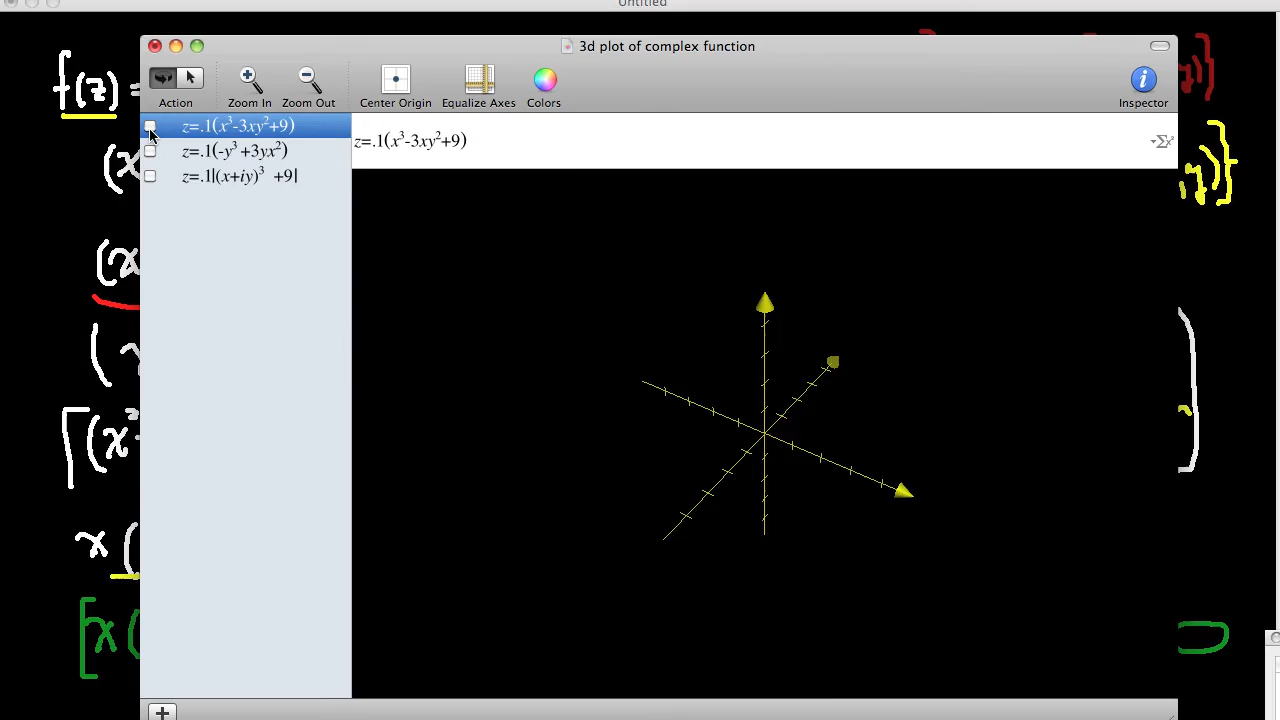 Untitled
3d plot of complex function
Action Zoom In Zoom Out Center Origin Equalize Axes Colors Inspector
z=.1(x³-3xy²+9)
z=.1(-y³+3yx²)
z=.1|(x+iy)³ +9|
z=.1(x³-3xy²+9)
f(z) =
(x
(x
(x³-
x (
[x (